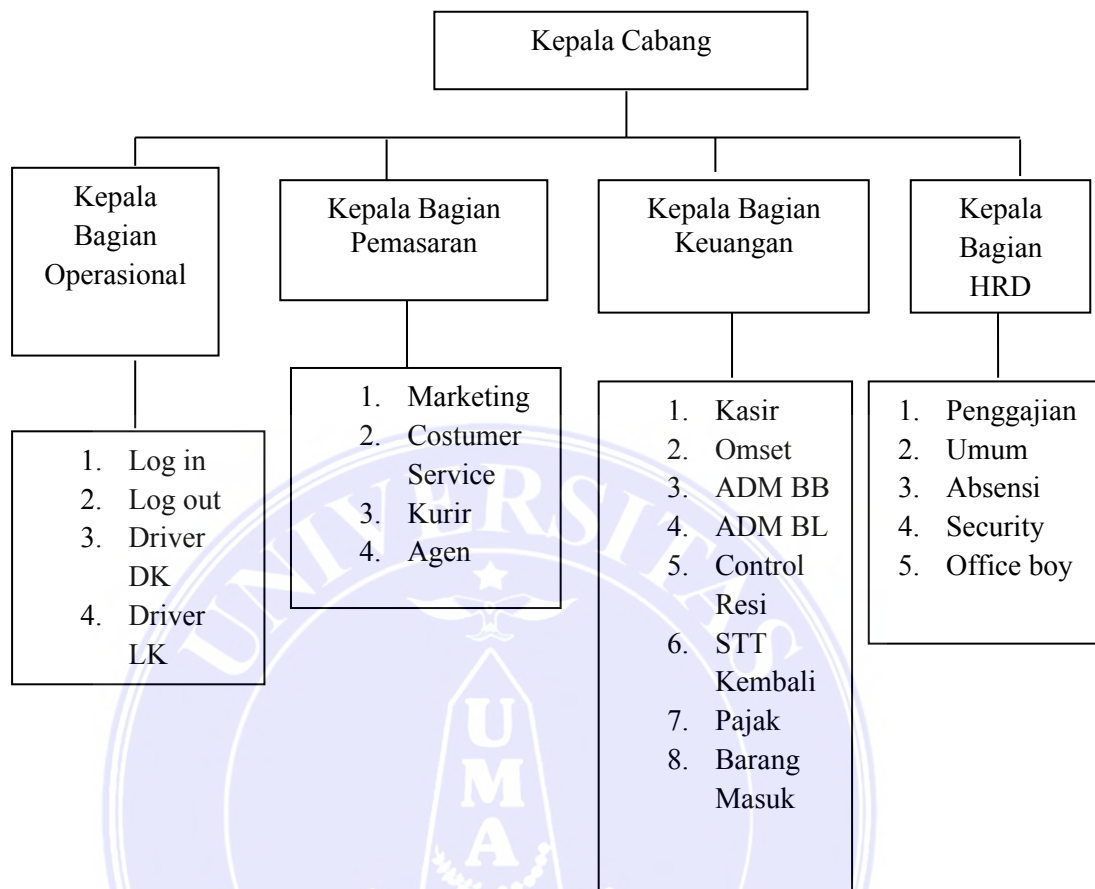 Kepala Cabang
Kepala
Bagian
Operasional
Kepala Bagian
Pemasaran
Kepala Bagian
Keuangan
Kepala
Bagian
HRD
1. Log in
2. Log out
3. Driver
DK
4. Driver
LK
1. Marketing
2. Costumer
Service
3. Kurir
4. Agen
1. Kasir
2. Omset
3. ADM BB
4. ADM BL
5. Control
Resi
6. STT
Kembali
7. Pajak
8. Barang
Masuk
1. Penggajian
2. Umum
3. Absensi
4. Security
5. Office boy
UNIVERSITAS
U
M
A